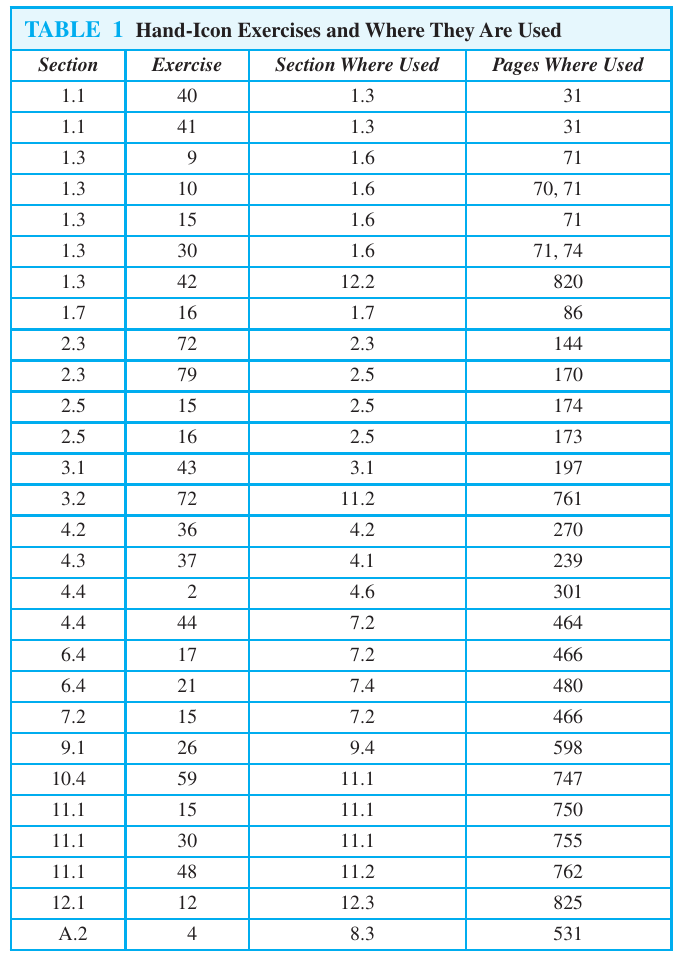 TABLE 1 Hand-Icon Exercises and Where They Are Used
Section Exercise Section Where Used Pages Where Used
1.1 40 1.3 31
1.1 41 1.3 31
1.3 9 1.6 71
1.3 10 1.6 70, 71
1.3 15 1.6 71
1.3 30 1.6 71, 74
1.3 42 12.2 820
1.7 16 1.7 86
2.3 72 2.3 144
2.3 79 2.5 170
2.5 15 2.5 174
2.5 16 2.5 173
3.1 43 3.1 197
3.2 72 11.2 761
4.2 36 4.2 270
4.3 37 4.1 239
4.4 2 4.6 301
4.4 44 7.2 464
6.4 17 7.2 466
6.4 21 7.4 480
7.2 15 7.2 466
9.1 26 9.4 598
10.4 59 11.1 747
11.1 15 11.1 750
11.1 30 11.1 755
11.1 48 11.2 762
12.1 12 12.3 825
A.2 4 8.3 531